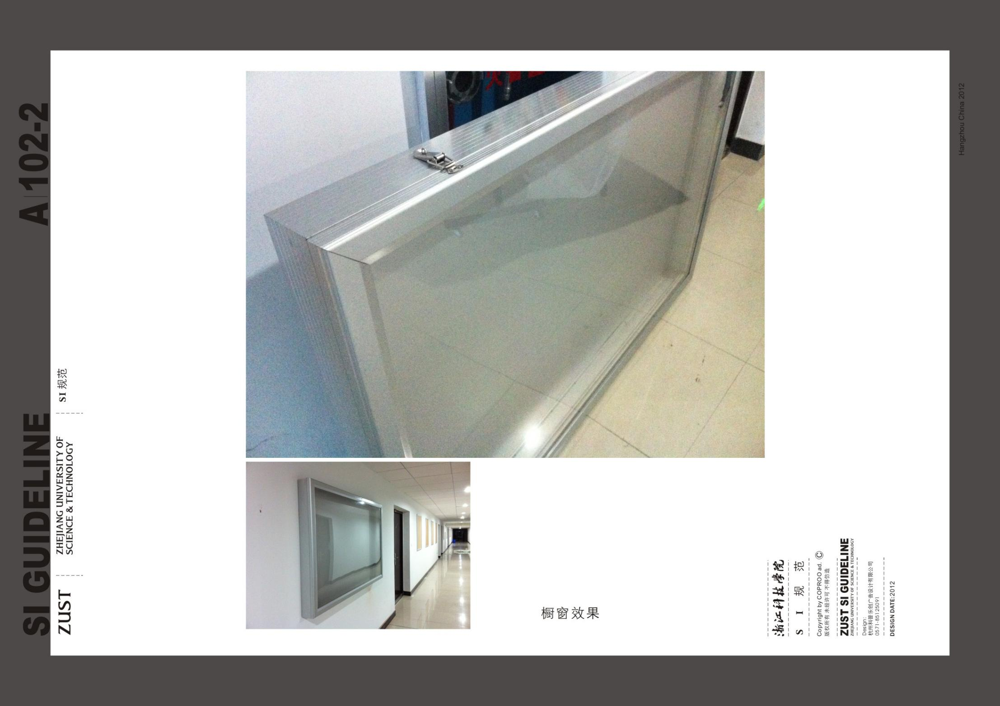 SI GUIDELINE
A|102-2
ZUST
ZHEJIANG UNIVERSITY OF
SCIENCE & TECHNOLOGY
SI 规范
橱窗效果
浙江科技学院
SI规范
Copyright by COPROO ad. ©
版权所有 未经许可 不得仿造
ZUST SI GUIDELINE
ZHEJIANG UNIVERSITY OF SCIENCE & TECHNOLOGY
Design:
杭州科普乐创广告设计有限公司
0571-85125091
DESIGN DATE:2012
Hangzhou China 2012